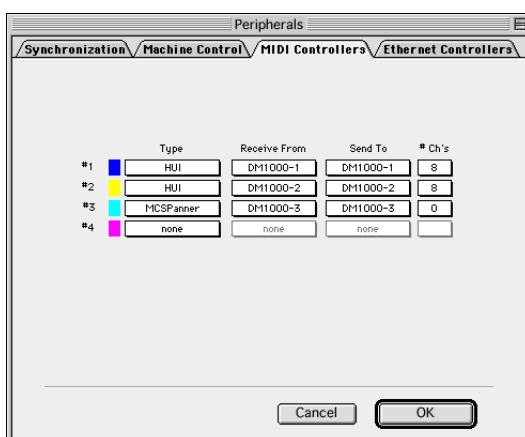 Peripherals
Synchronization Machine Control MIDI Controllers Ethernet Controllers
Type Receive From Send To # Ch's
#1 HUI DM1000-1 DM1000-1 8
#2 HUI DM1000-2 DM1000-2 8
#3 MCSPanner DM1000-3 DM1000-3 0
#4 none none none
Cancel OK